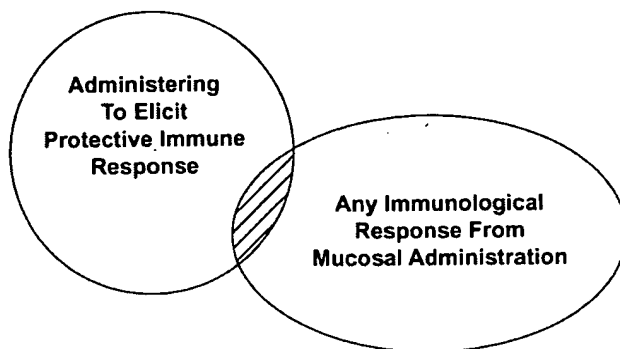 Administering
To Elicit
Protective Immune
Response
Any Immunological
Response From
Mucosal Administration